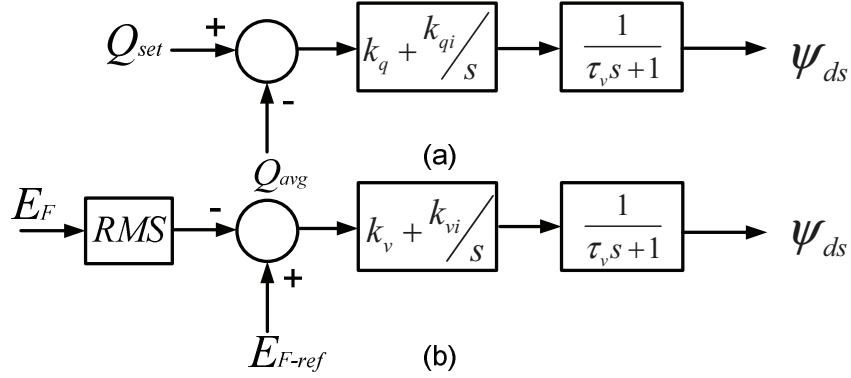 Q_set + - k_q + k_qi/s 1/(τ_v s+1) ψ_ds
(a)
Q_avg
E_F RMS - + k_v + k_vi/s 1/(τ_v s+1) ψ_ds
E_F-ref
(b)